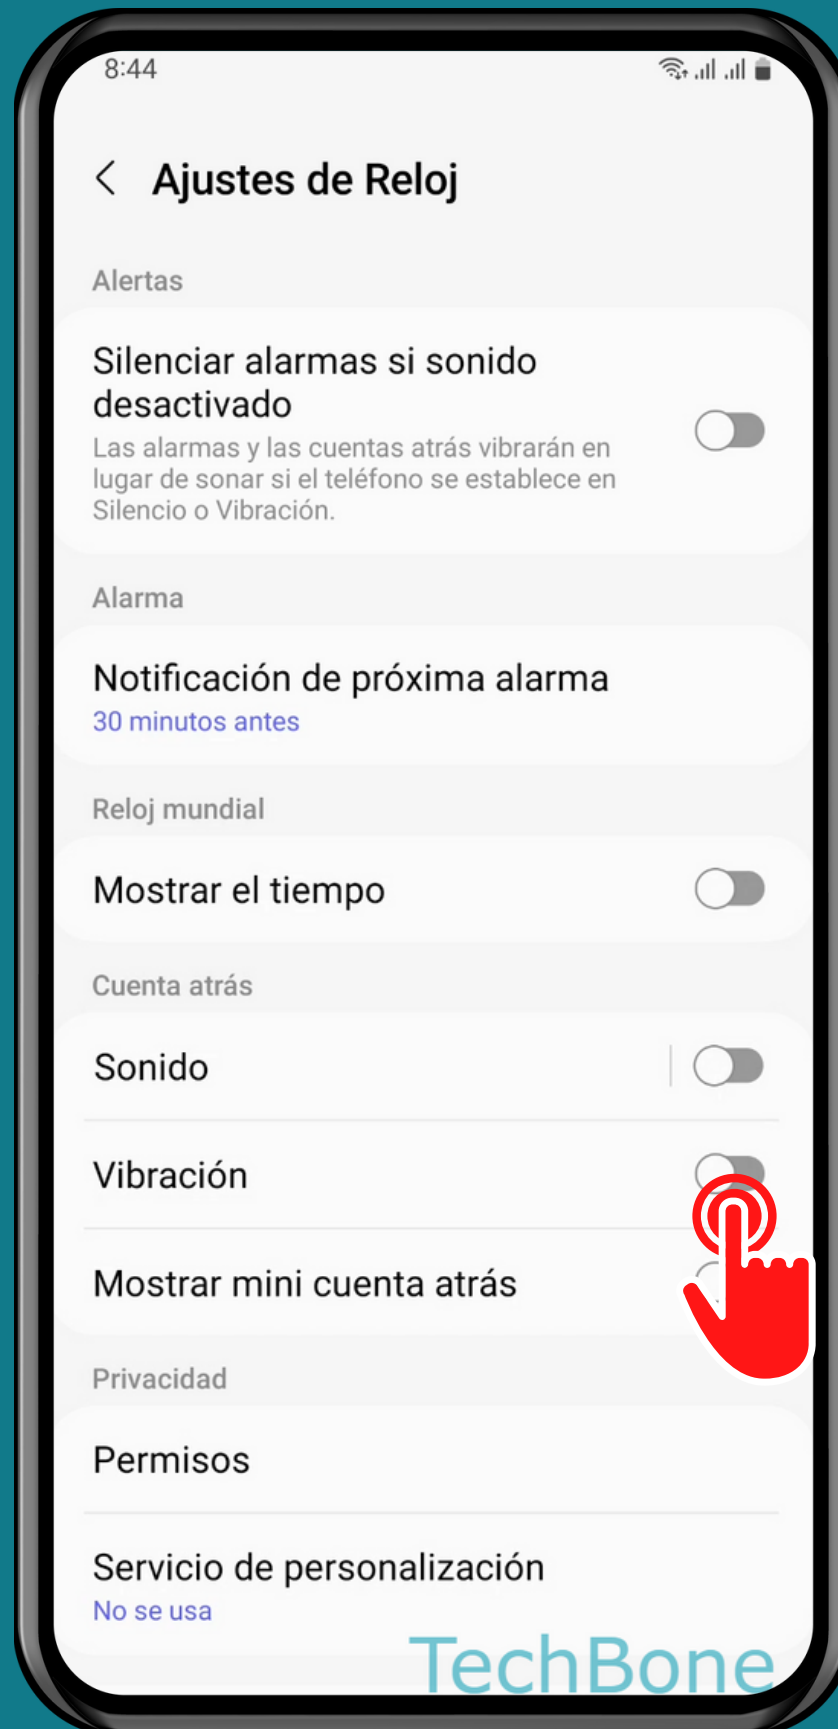 8:44
Ajustes de Reloj
Alertas
Silenciar alarmas si sonido
desactivado
Las alarmas y las cuentas atrás vibrarán en
lugar de sonar si el teléfono se establece en
Silencio o Vibración.
Alarma
Notificación de próxima alarma
30 minutos antes
Reloj mundial
Mostrar el tiempo
Cuenta atrás
Sonido
Vibración
Mostrar mini cuenta atrás
Privacidad
Permisos
Servicio de personalización
No se usa
TechBone